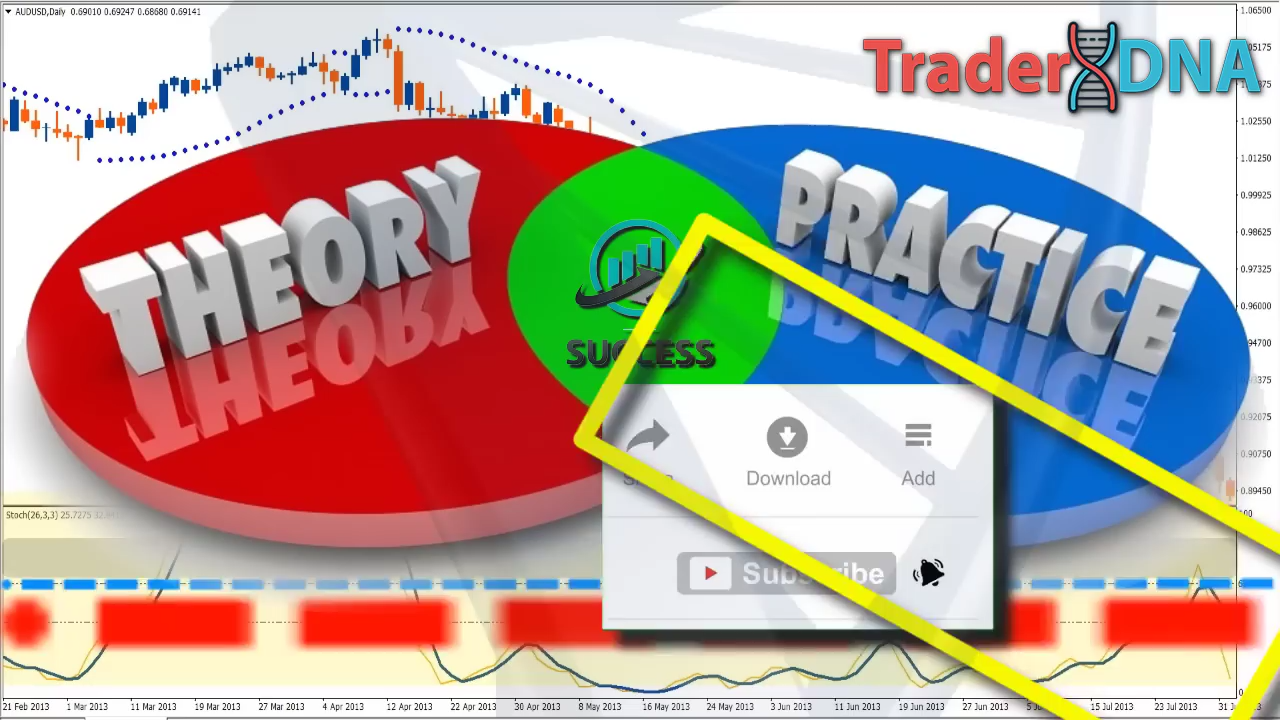 AUDUSD,Daily 0.69010 0.69247 0.68680 0.69141
TraderDNA
1.06500
1.02550
1.01250
0.99925
0.98625
0.97325
0.96000
0.94700
0.92075
0.90750
0.89450
THEORY
PRACTICE
SUCCESS
Download
Add
Stoch(26,3,3) 25.7275
Subscribe
0
21 Feb 2013
1 Mar 2013
11 Mar 2013
19 Mar 2013
27 Mar 2013
4 Apr 2013
12 Apr 2013
22 Apr 2013
30 Apr 2013
8 May 2013
16 May 2013
24 May 2013
3 Jun 2013
11 Jun 2013
19 Jun 2013
27 Jun 2013
15 Jul 2013
23 Jul 2013